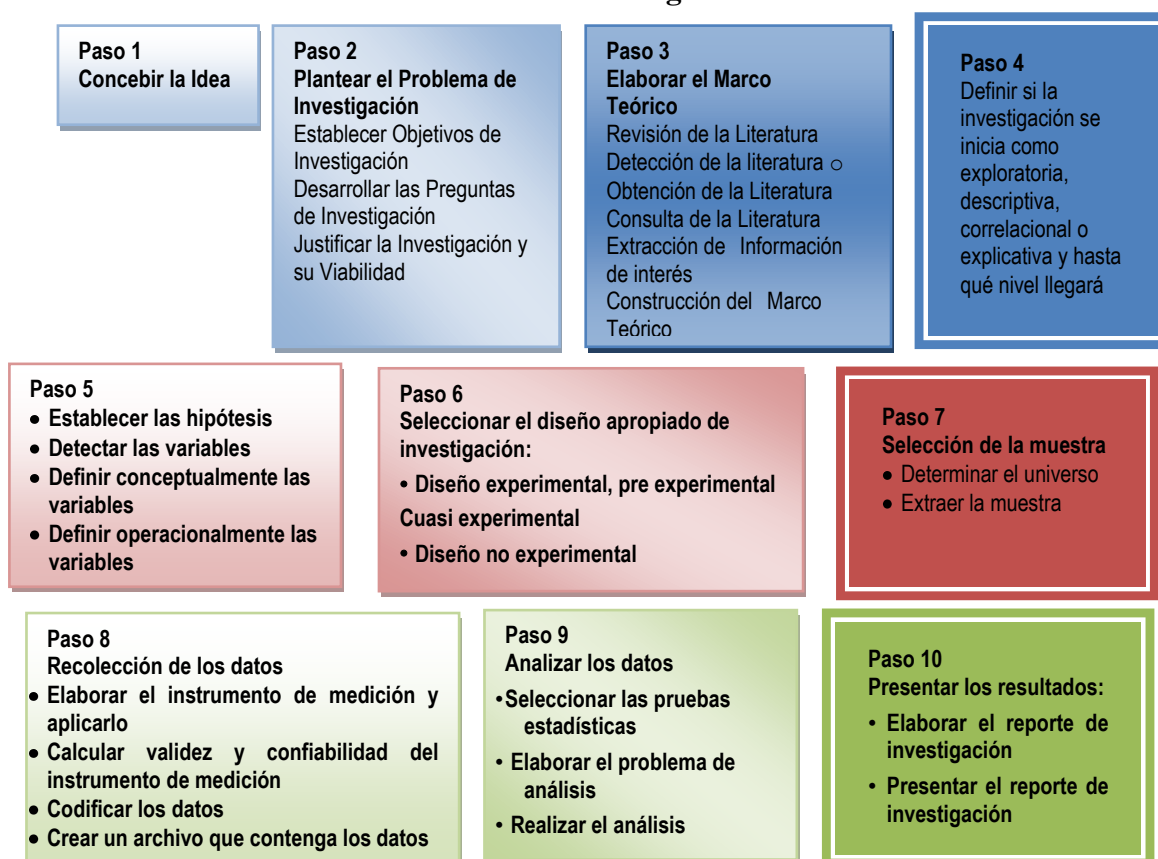 Paso 1
Concebir la Idea
Paso 2
Plantear el Problema de
Investigación
Establecer Objetivos de
Investigación
Desarrollar las Preguntas
de Investigación
Justificar la Investigación y
su Viabilidad
Paso 3
Elaborar el Marco
Teórico
Revisión de la Literatura
Detección de la literatura o
Obtención de la Literatura
Consulta de la Literatura
Extracción de Información
de interés
Construcción del Marco
Teórico
Paso 4
Definir si la
investigación se
inicia como
exploratoria,
descriptiva,
correlacional o
explicativa y hasta
qué nivel llegará
Paso 5
• Establecer las hipótesis
• Detectar las variables
• Definir conceptualmente las
variables
• Definir operacionalmente las
variables
Paso 6
Seleccionar el diseño apropiado de
investigación:
• Diseño experimental, pre experimental
Cuasi experimental
• Diseño no experimental
Paso 7
Selección de la muestra
• Determinar el universo
• Extraer la muestra
Paso 8
Recolección de los datos
• Elaborar el instrumento de medición y
aplicarlo
• Calcular validez y confiabilidad del
instrumento de medición
• Codificar los datos
• Crear un archivo que contenga los datos
Paso 9
Analizar los datos
•Seleccionar las pruebas
estadísticas
• Elaborar el problema de
análisis
• Realizar el análisis
Paso 10
Presentar los resultados:
• Elaborar el reporte de
investigación
• Presentar el reporte de
investigación